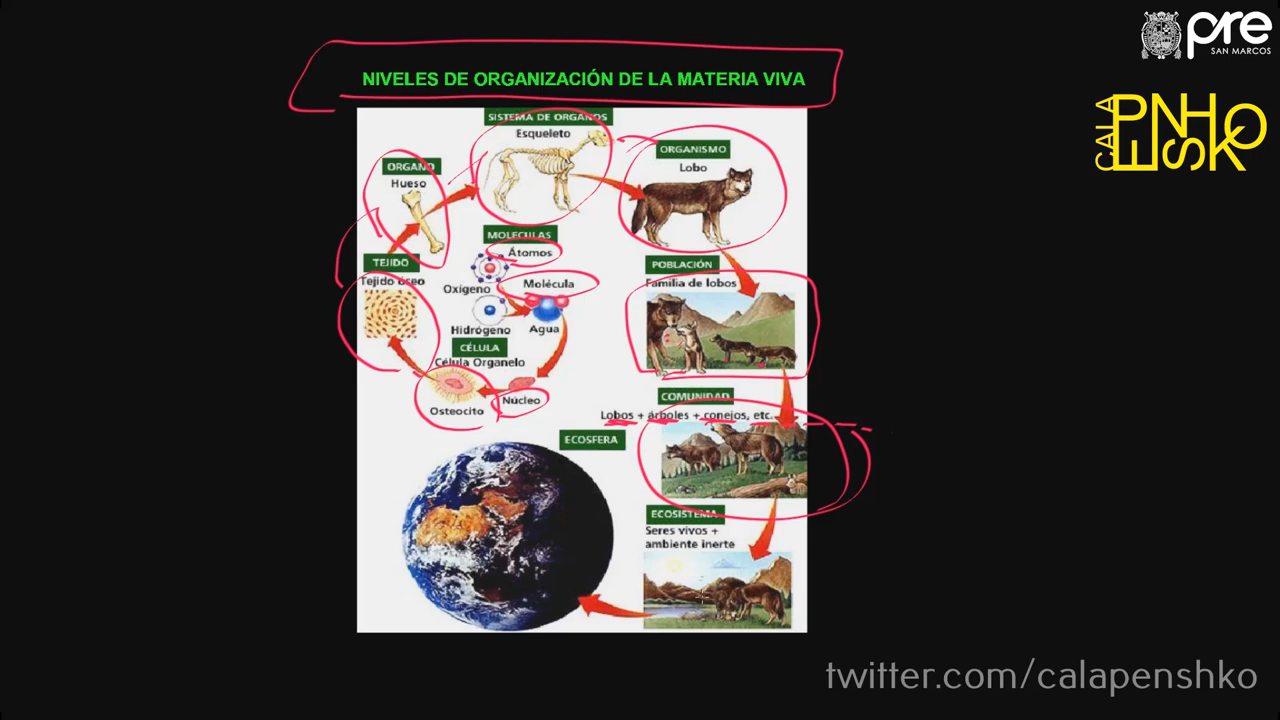 pre
SAN MARCOS
CALA
PENSHKO
NIVELES DE ORGANIZACIÓN DE LA MATERIA VIVA
SISTEMA DE ORGANOS
Esqueleto
ORGANO
Hueso
ORGANISMO
Lobo
MOLECULAS
Átomos
Oxígeno
Molécula
Hidrógeno
Agua
TEJIDO
Tejido óseo
CÉLULA
Célula Organelo
Osteocito
Núcleo
POBLACIÓN
Familia de lobos
COMUNIDAD
Lobos + árboles + conejos, etc.
ECOSISTEMA
Seres vivos +
ambiente inerte
ECOSFERA
twitter.com/calapenshko